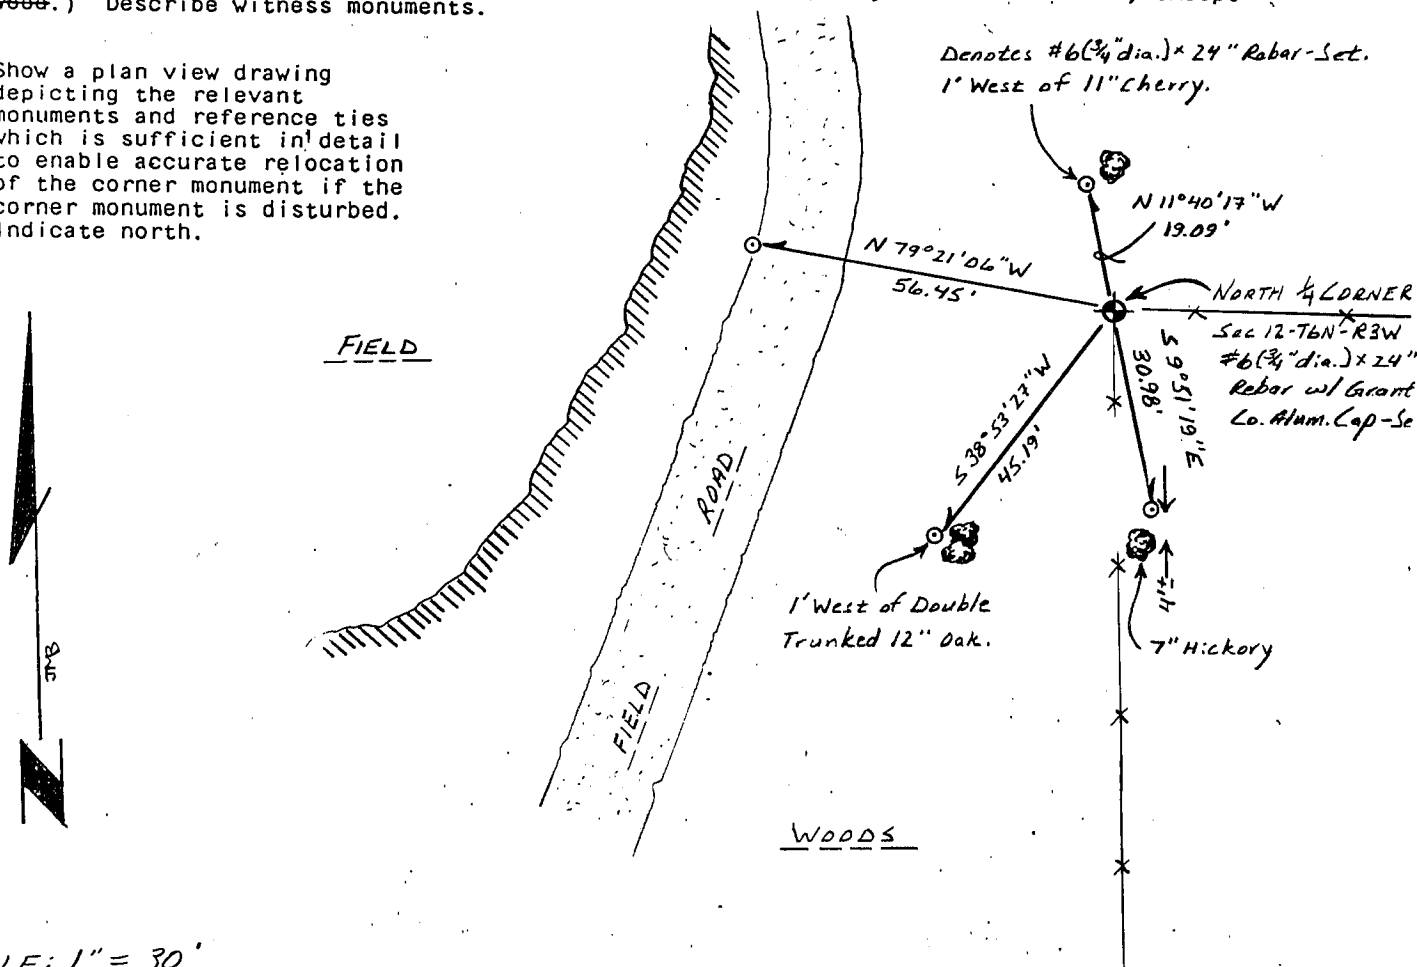 Describe witness monuments.
Show a plan view drawing
depicting the relevant
monuments and reference ties
which is sufficient in detail
to enable accurate relocation
of the corner monument if the
corner monument is disturbed.
Indicate north.
Denotes #6(3/4"dia.)x 24" Rebar-Set.
1' West of 11" Cherry.
N 11°40'17"W
19.09'
N 79°21'06"W
56.45'
NORTH 1/4 CORNER
Sec 12-T6N-R3W
#6(3/4"dia.)x 24"
Rebar w/ Grant
Co. Alum. Cap-Se
S 9°51'19"E
30.98'
S 38°53'27"W
45.19'
FIELD
ROAD
FIELD
1' West of Double
Trunked 12" Oak.
4'±
7" Hickory
WOODS
N
LE: 1" = 30'